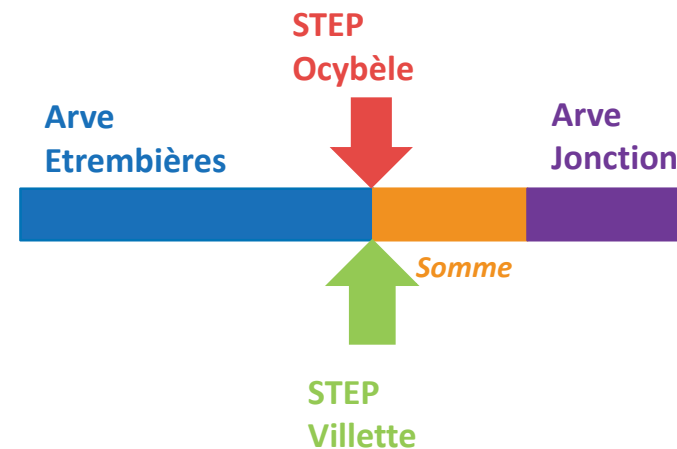 STEP
Ocybèle
Arve
Etrembières
Arve
Jonction
Somme
STEP
Villette